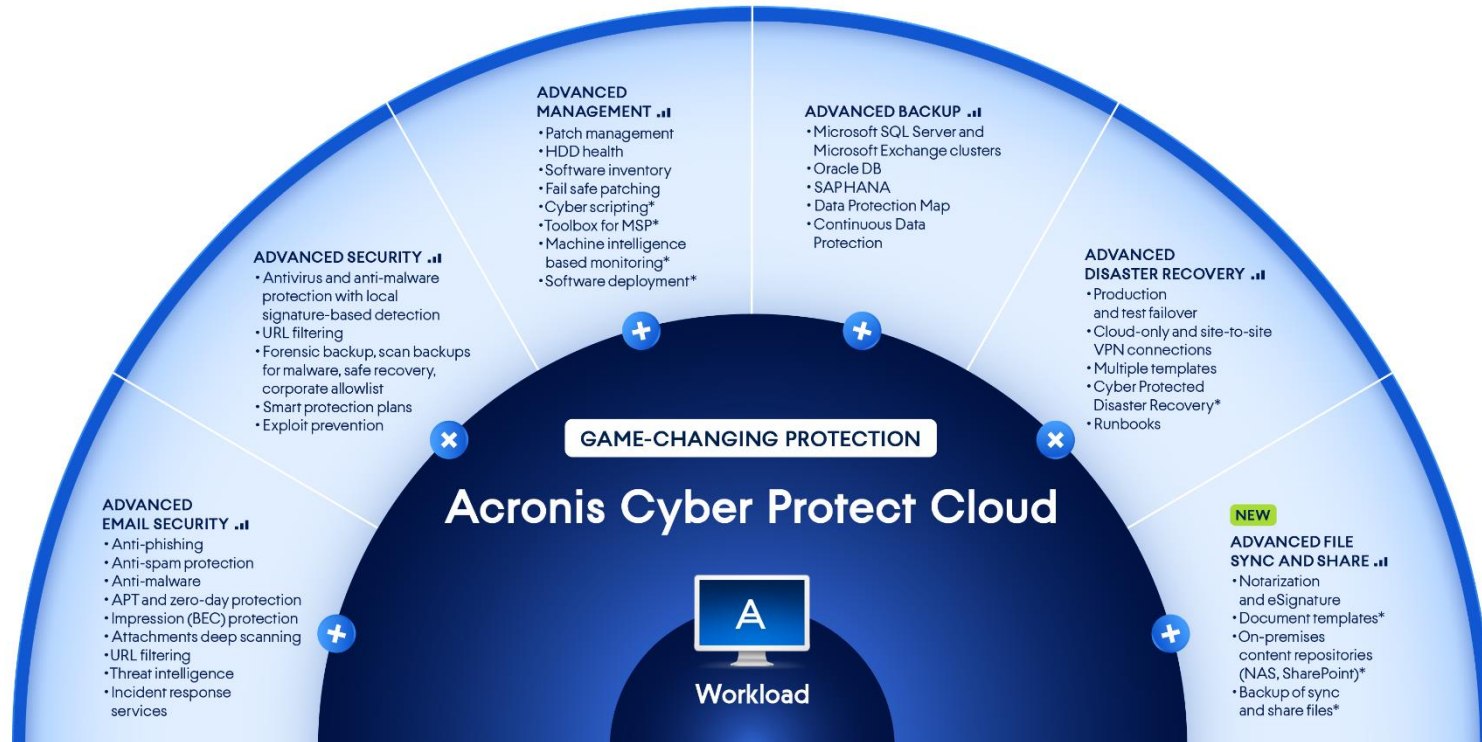 ADVANCED
MANAGEMENT
• Patch management
• HDD health
• Software inventory
• Fail safe patching
• Cyber scripting*
• Toolbox for MSP*
• Machine intelligence
based monitoring*
• Software deployment*
ADVANCED BACKUP
• Microsoft SQL Server and
Microsoft Exchange clusters
• Oracle DB
• SAP HANA
• Data Protection Map
• Continuous Data
Protection
ADVANCED SECURITY
• Antivirus and anti-malware
protection with local
signature-based detection
• URL filtering
• Forensic backup, scan backups
for malware, safe recovery,
corporate allowlist
• Smart protection plans
• Exploit prevention
ADVANCED
DISASTER RECOVERY
• Production
and test failover
• Cloud-only and site-to-site
VPN connections
• Multiple templates
• Cyber Protected
Disaster Recovery*
• Runbooks
GAME-CHANGING PROTECTION
Acronis Cyber Protect Cloud
A
Workload
ADVANCED
EMAIL SECURITY
• Anti-phishing
• Anti-spam protection
• Anti-malware
• APT and zero-day protection
• Impression (BEC) protection
• Attachments deep scanning
• URL filtering
• Threat intelligence
• Incident response
services
NEW
ADVANCED FILE
SYNC AND SHARE
• Notarization
and eSignature
• Document templates*
• On-premises
content repositories
(NAS, SharePoint)*
• Backup of sync
and share files*